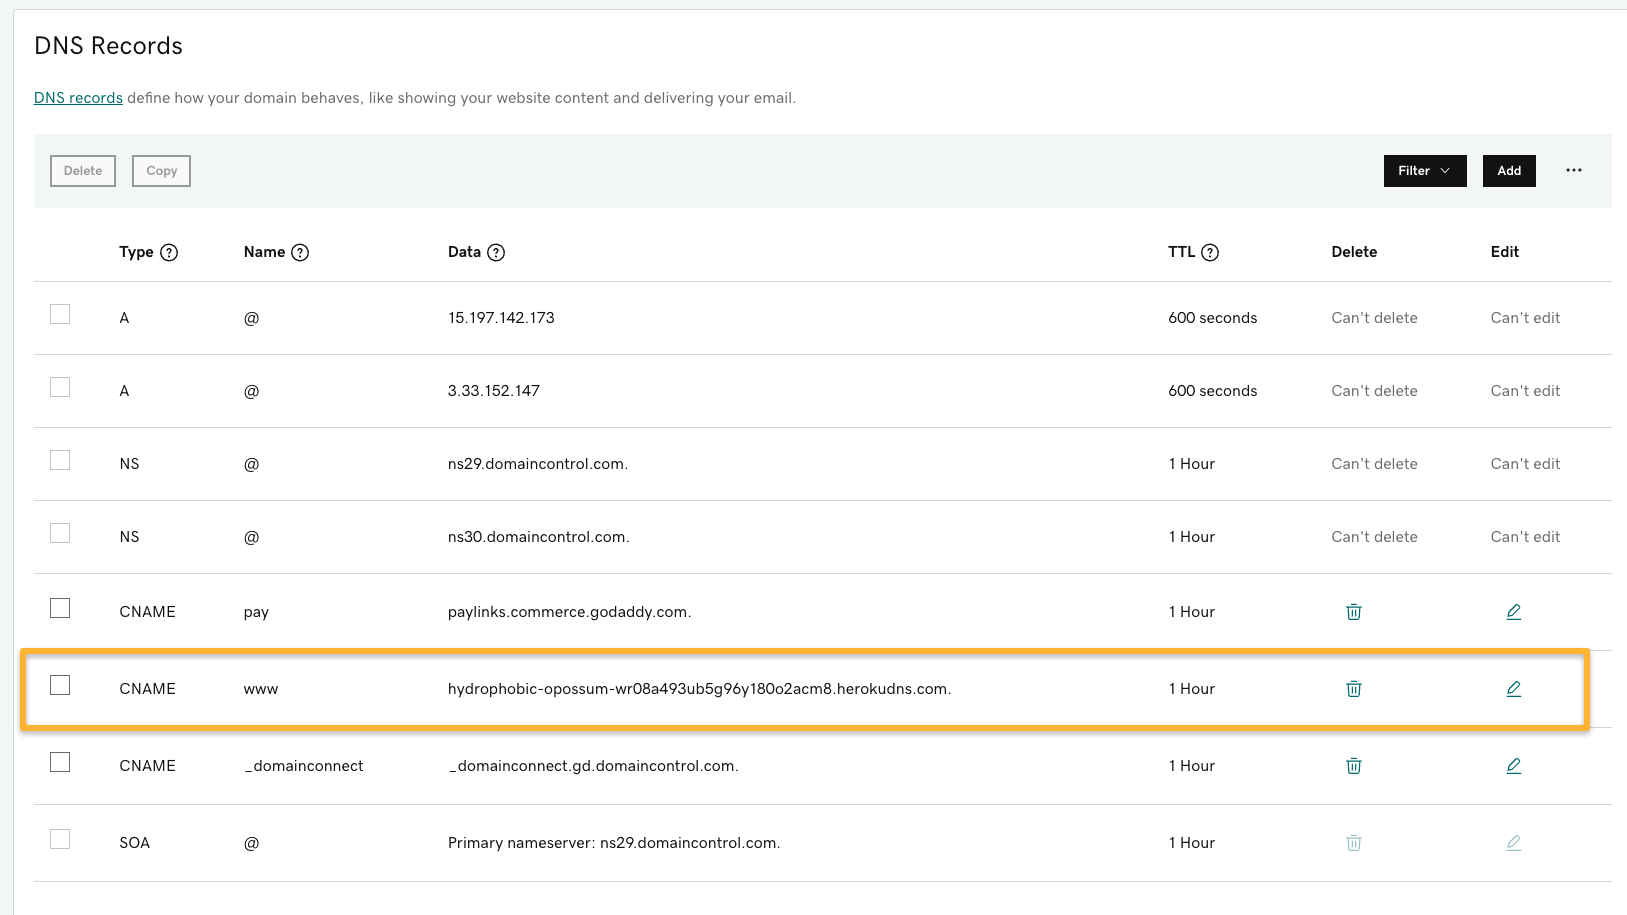 DNS Records
DNS records define how your domain behaves, like showing your website content and delivering your email.
Delete Copy Filter Add ...
Type ? Name ? Data ? TTL ? Delete Edit
A @ 15.197.142.173 600 seconds Can't delete Can't edit
A @ 3.33.152.147 600 seconds Can't delete Can't edit
NS @ ns29.domaincontrol.com. 1 Hour Can't delete Can't edit
NS @ ns30.domaincontrol.com. 1 Hour Can't delete Can't edit
CNAME pay paylinks.commerce.godaddy.com. 1 Hour
CNAME www hydrophobic-opossum-wr08a493ub5g96y180o2acm8.herokudns.com. 1 Hour
CNAME _domainconnect _domainconnect.gd.domaincontrol.com. 1 Hour
SOA @ Primary nameserver: ns29.domaincontrol.com. 1 Hour